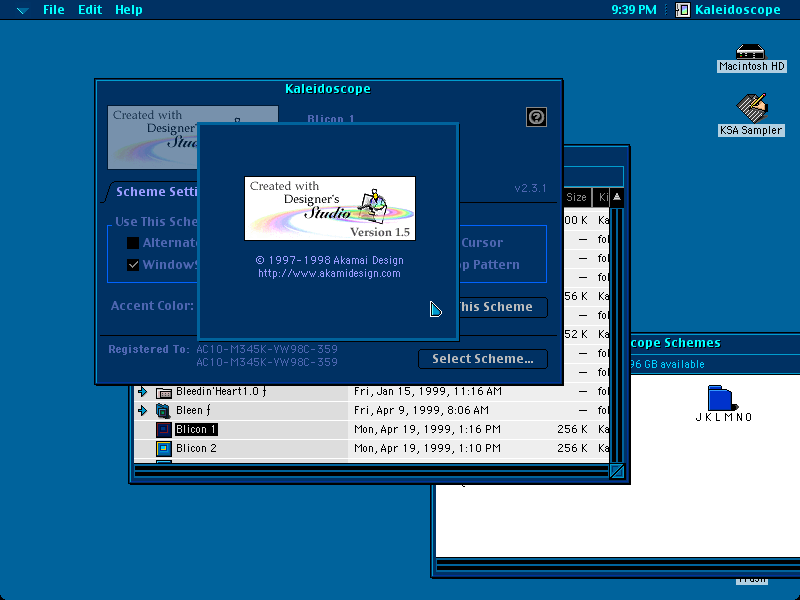 File Edit Help
9:39 PM
Kaleidoscope
Macintosh HD
KSA Sampler
Kaleidoscope
Created with
Designer's
Blicon 1
v2.3.1
Scheme Setti
Use This Sche
Alternat
Window
Cursor
p Pattern
Accent Color:
This Scheme
Registered To: AC10-M345K-YW98C-359
AC10-M345K-YW98C-359
Select Scheme...
Created with
Designer's
Studio
Version 1.5
© 1997-1998 Akamai Design
http://www.akamidesign.com
Size Ki
00 K Ka
— fol
— fol
— fol
56 K Ka
— fol
52 K Ka
— fol
— fol
Bleedin'Heart1.0 ƒ Fri, Jan 15, 1999, 11:16 AM — fol
Bleen ƒ Fri, Apr 9, 1999, 8:06 AM — fol
Blicon 1 Mon, Apr 19, 1999, 1:16 PM 256 K Ka
Blicon 2 Mon, Apr 19, 1999, 1:10 PM 256 K Ka
cope Schemes
96 GB available
J K L M N O
Trash